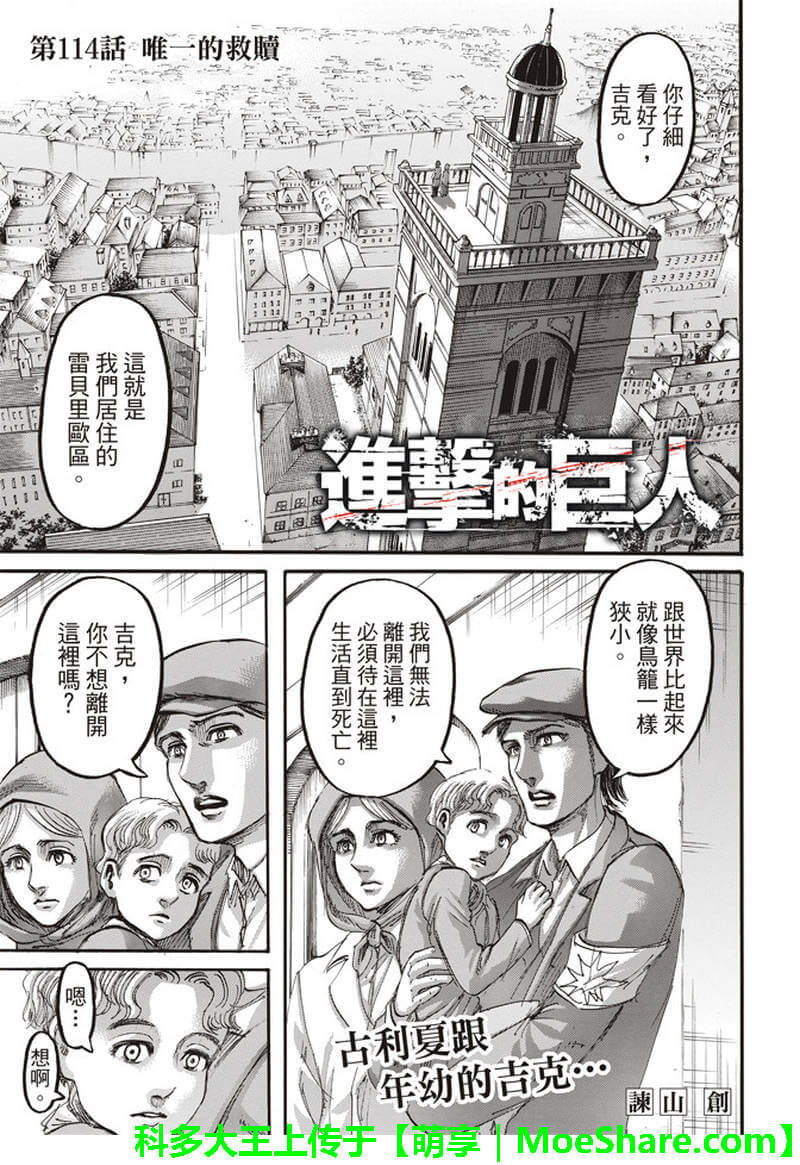 第114話 唯一的救贖
你仔細
看好了，
吉克。
這就是
我們居住的
雷貝里歐區。
進擊的巨人
跟世界比起來
就像鳥籠一樣
狹小。
我們無法
離開這裡，
必須待在這裡
生活直到死亡。
吉克，
你不想離開
這裡嗎？
嗯…
想啊。
古利夏跟
年幼的吉克…
諫山創
科多大王上传于【萌享】|MoeShare.com】